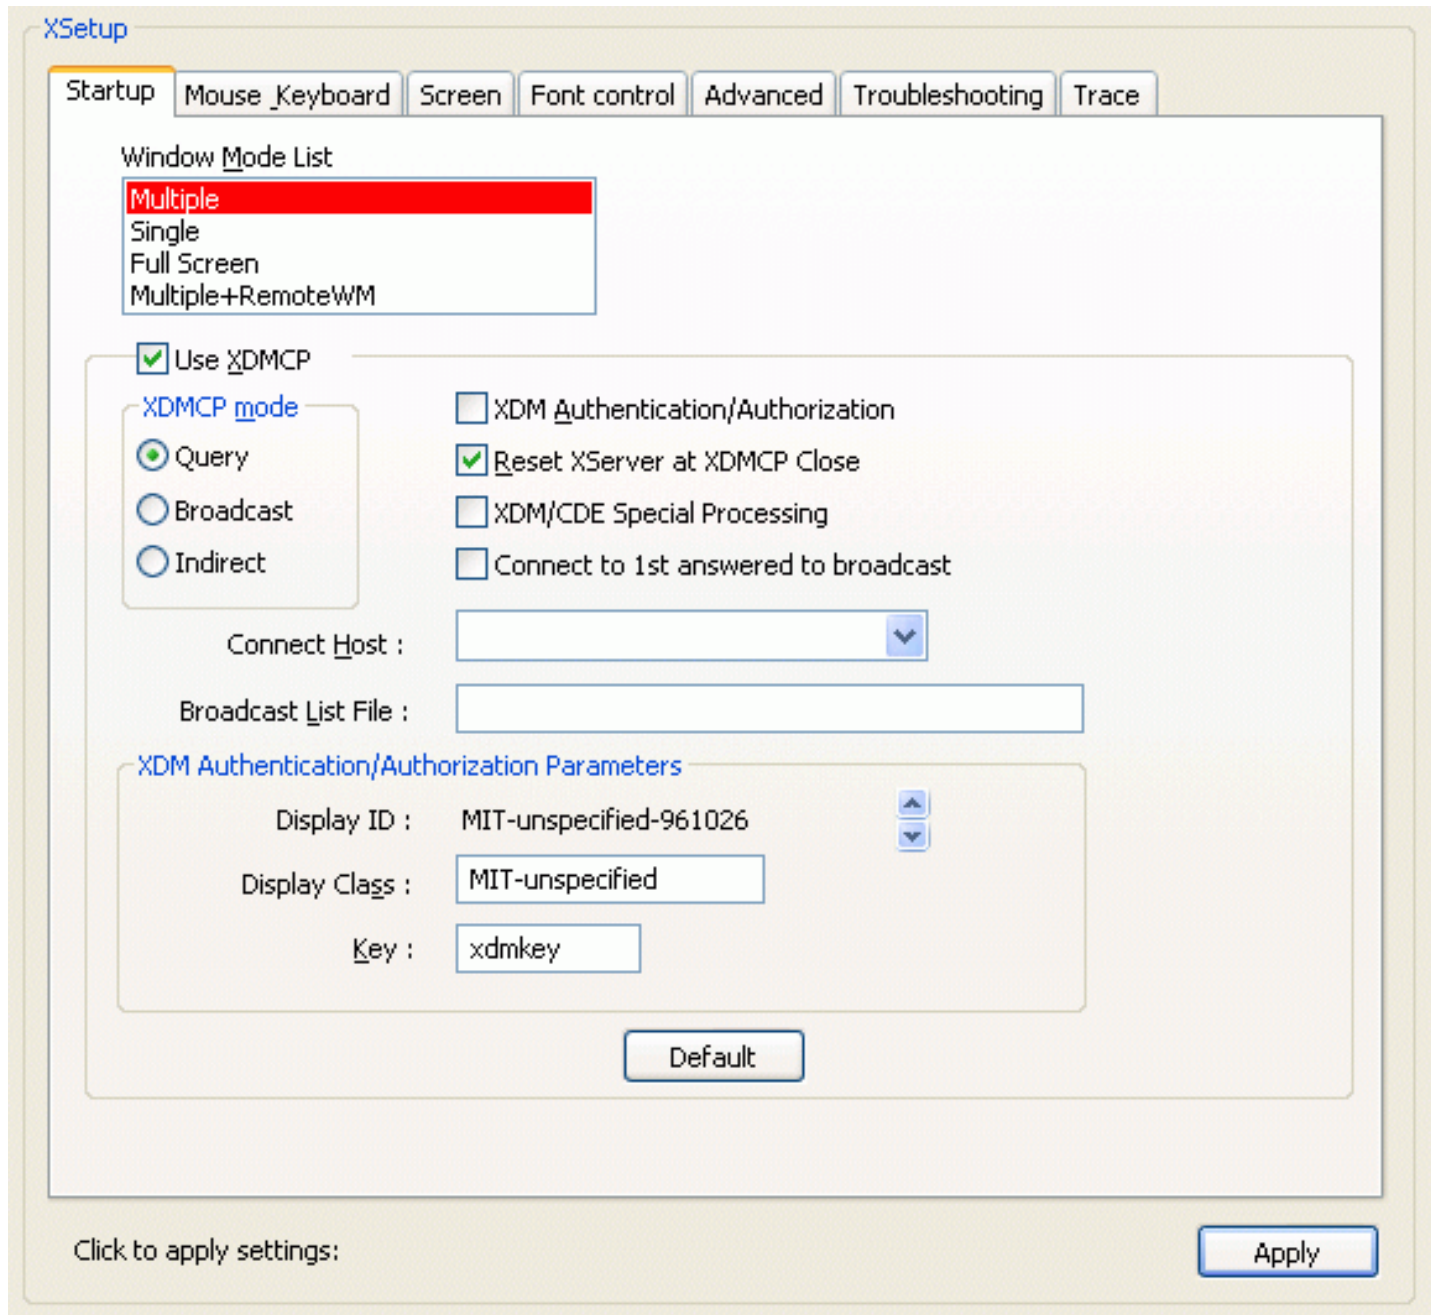 XSetup
Startup Mouse_Keyboard Screen Font control Advanced Troubleshooting Trace
Window Mode List
Multiple
Single
Full Screen
Multiple+RemoteWM
Use XDMCP
XDMCP mode
XDM Authentication/Authorization
Query
Reset XServer at XDMCP Close
Broadcast
XDM/CDE Special Processing
Indirect
Connect to 1st answered to broadcast
Connect Host :
Broadcast List File :
XDM Authentication/Authorization Parameters
Display ID : MIT-unspecified-961026
Display Class : MIT-unspecified
Key : xdmkey
Default
Click to apply settings: Apply